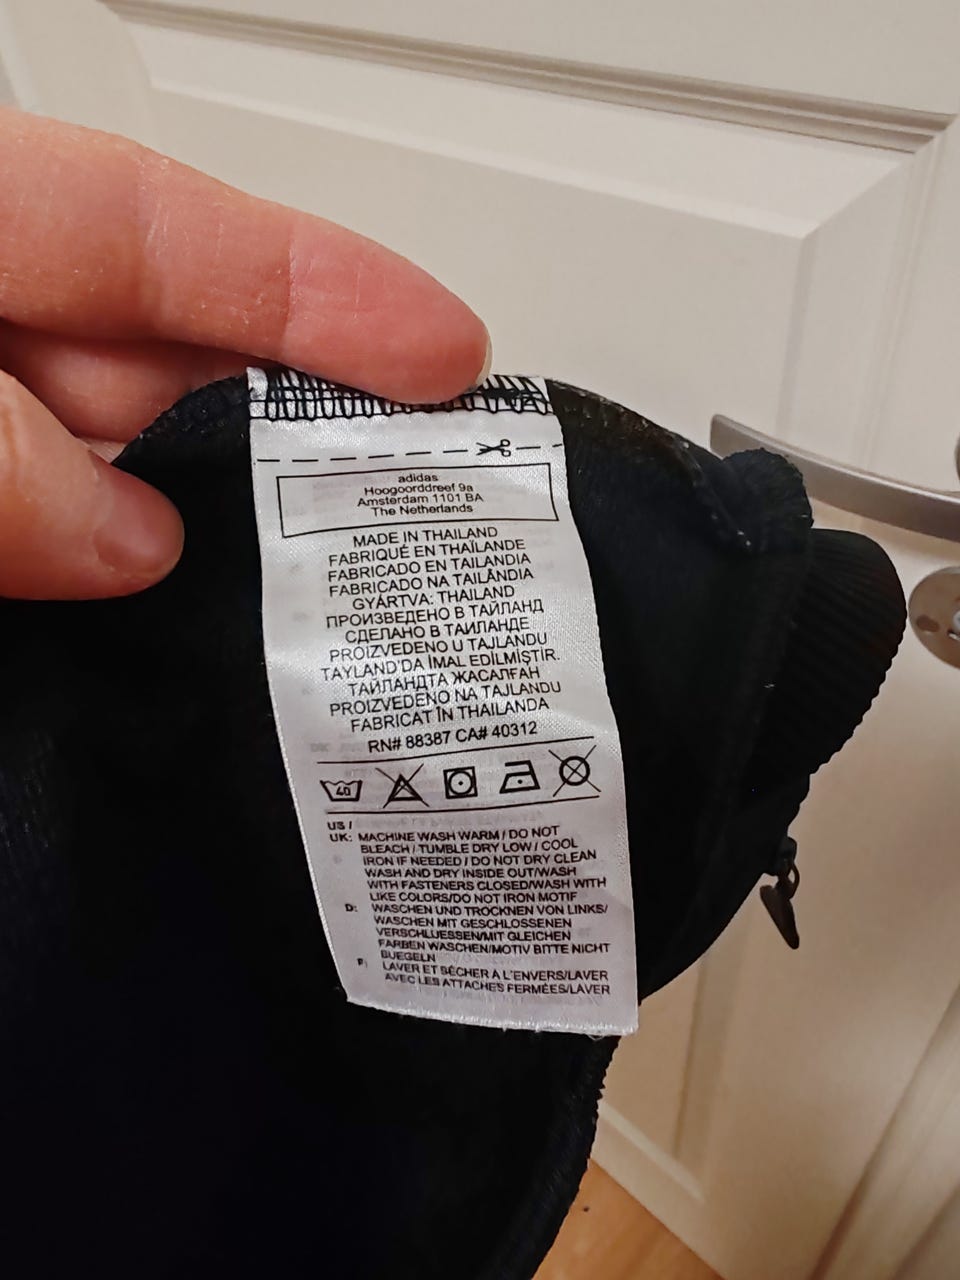 adidas
Hoogoorddreef 9a
Amsterdam 1101 BA
The Netherlands
MADE IN THAILAND
FABRIQUÉ EN THAÏLANDE
FABRICADO EN TAILANDIA
FABRICADO NA TAILÂNDIA
GYÁRTVA: THAILAND
ПРОИЗВЕДЕНО В ТАЙЛАНД
СДЕЛАНО В ТАИЛАНДЕ
PROIZVEDENO U TAJLANDU
TAYLAND'DA İMAL EDİLMİŞTİR.
ТАЙЛАНДТА ЖАСАЛҒАН
PROIZVEDENO NA TAJLANDU
FABRICAT ÎN THAILANDA
RN# 88387 CA# 40312
40
US /
UK: MACHINE WASH WARM / DO NOT
BLEACH / TUMBLE DRY LOW / COOL
IRON IF NEEDED / DO NOT DRY CLEAN
WASH AND DRY INSIDE OUT/WASH
WITH FASTENERS CLOSED/WASH WITH
LIKE COLORS/DO NOT IRON MOTIF
D: WASCHEN UND TROCKNEN VON LINKS/
WASCHEN MIT GESCHLOSSENEN
VERSCHLUESSEN/MIT GLEICHEN
FARBEN WASCHEN/MOTIV BITTE NICHT
BUEGELN
F: LAVER ET SÉCHER À L'ENVERS/LAVER
AVEC LES ATTACHES FERMÉES/LAVER